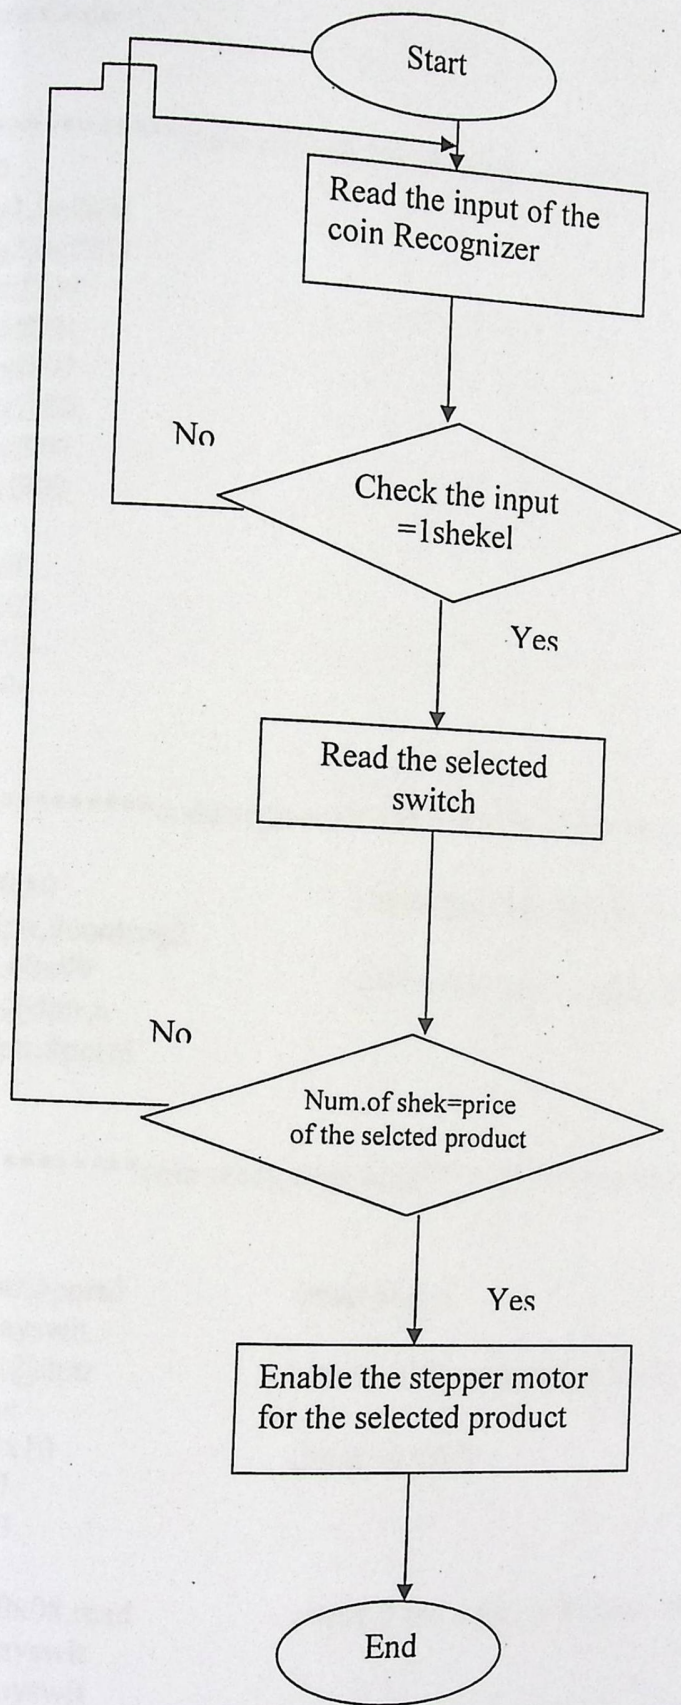 Start
Read the input of the
coin Recognizer
No
Check the input
=1shekel
Yes
Read the selected
switch
No
Num.of shek=price
of the selcted product
Yes
Enable the stepper motor
for the selected product
End